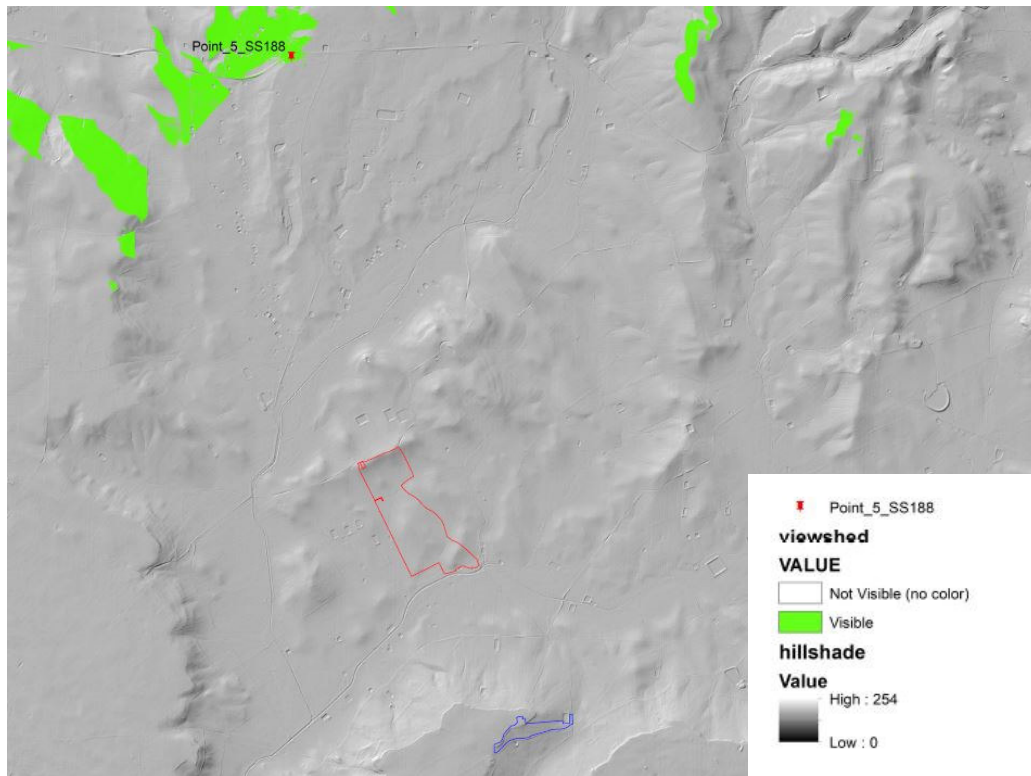 Point_5_SS188
Point_5_SS188
viewshed
VALUE
Not Visible (no color)
Visible
hillshade
Value
High : 254
Low : 0